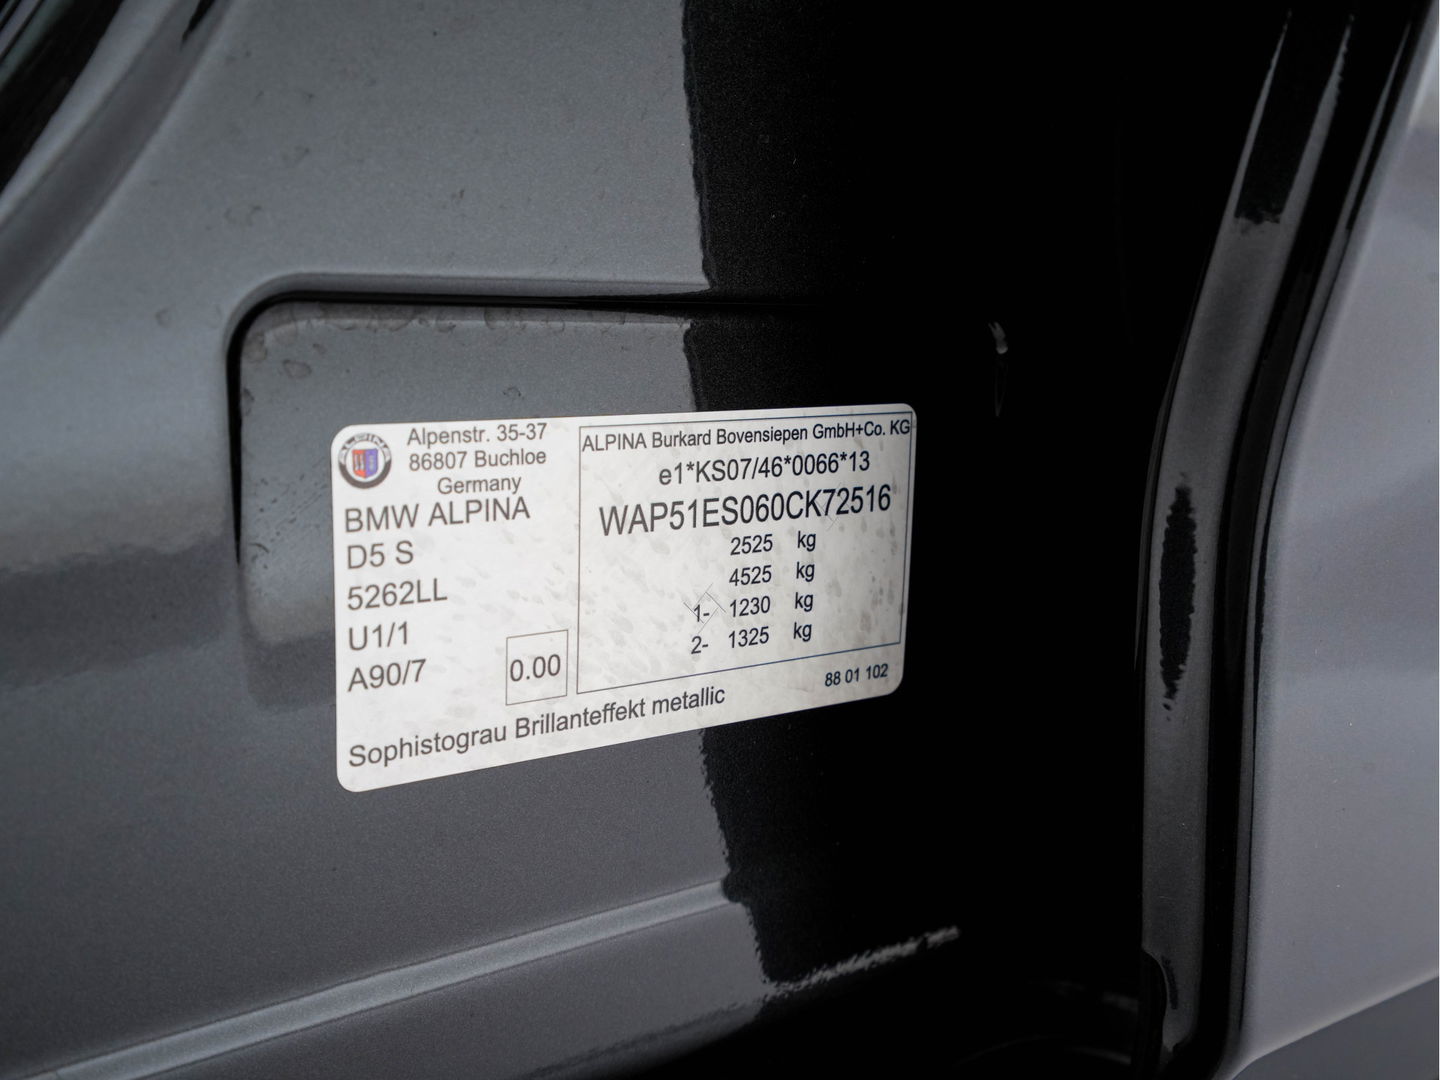 ALPINA
Alpenstr. 35-37
86807 Buchloe
Germany
BMW ALPINA
D5 S
5262LL
U1/1
A90/7
0.00
Sophistograu Brillanteffekt metallic
ALPINA Burkard Bovensiepen GmbH+Co. KG
e1*KS07/46*0066*13
WAP51ES060CK72516
2525 kg
4525 kg
1- 1230 kg
2- 1325 kg
88 01 102